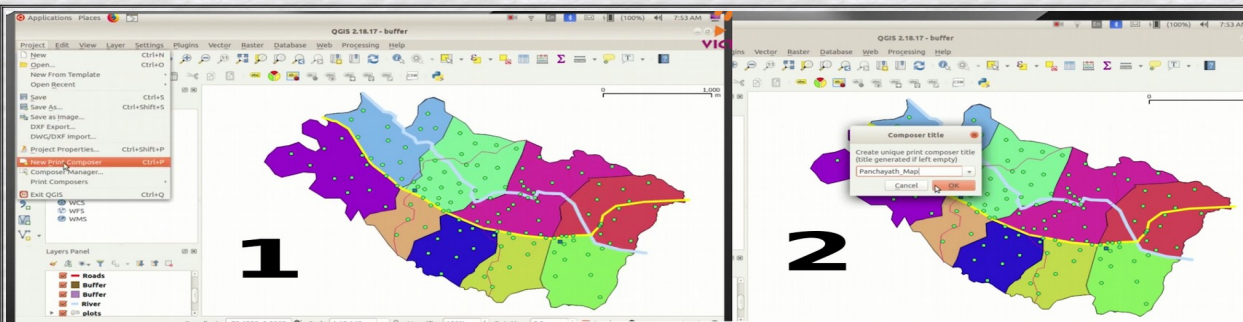 Applications Places (100%) 7:53 AM
QGIS 2.18.17 - buffer
Project Edit View Layer Settings Plugins Vector Raster Database Web Processing Help
VIC
New Ctrl+N
Open... Ctrl+O
New From Template
Open Recent
Save Ctrl+S
Save As... Ctrl+Shift+S
Save as Image...
DXF Export...
DWG/DXF Import...
Project Properties... Ctrl+Shift+P
New Print Composer Ctrl+P
Composer Manager...
Print Composers
Exit QGIS Ctrl+Q
WCS
WFS
WMS
Layers Panel
Roads
Buffer
Buffer
River
plots
0 1,000
m
1
(100%) 7:53 AM
QGIS 2.18.17 - buffer
Vector Raster Database Web Processing Help
CSW
0
Composer title
Create unique print composer title
(title generated if left empty)
Panchayath_Map
Cancel OK
2